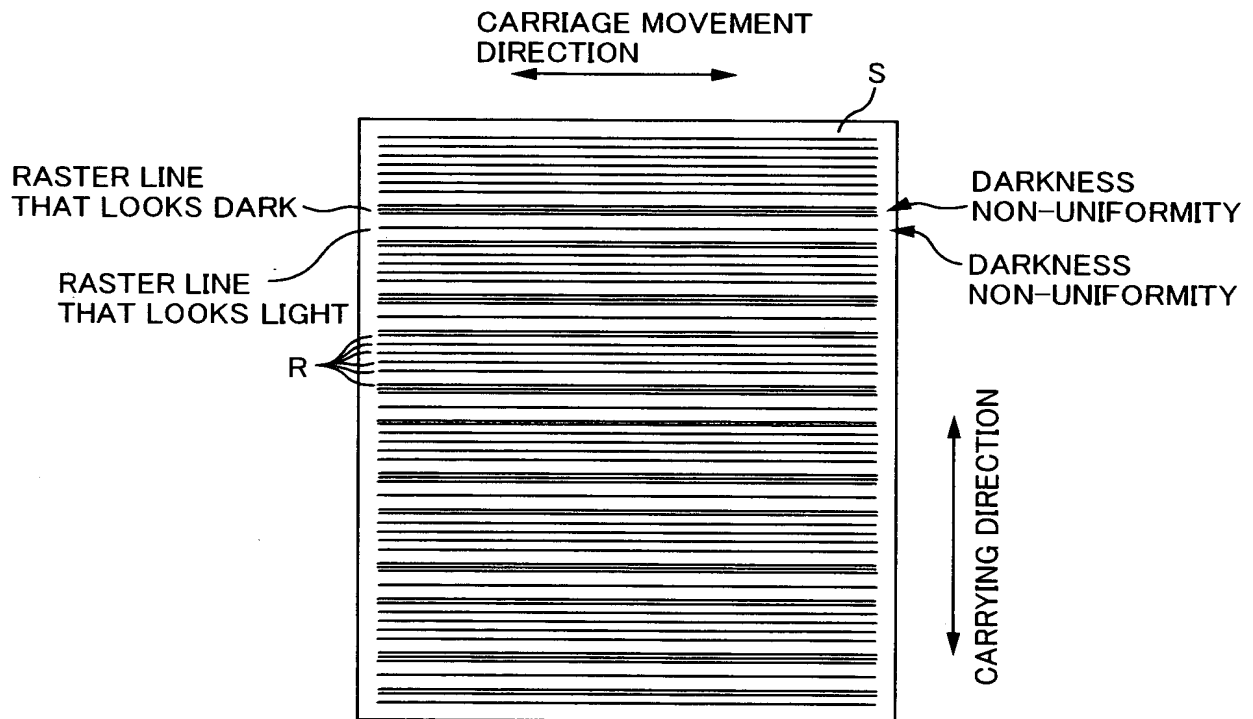 CARRIAGE MOVEMENT
DIRECTION
S
RASTER LINE
THAT LOOKS DARK
DARKNESS
NON-UNIFORMITY
RASTER LINE
THAT LOOKS LIGHT
DARKNESS
NON-UNIFORMITY
R
CARRYING DIRECTION